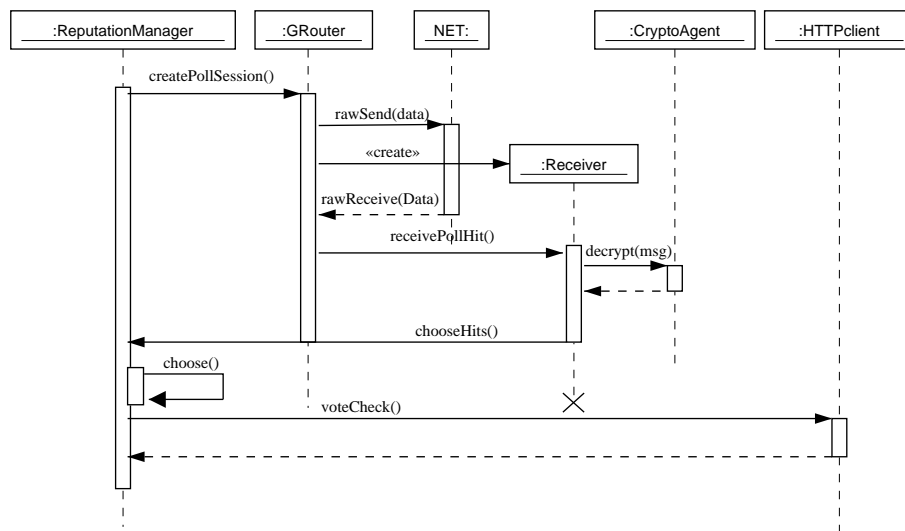 :ReputationManager
:GRouter
NET:
:CryptoAgent
:HTTPclient
createPollSession()
rawSend(data)
«create»
:Receiver
rawReceive(Data)
receivePollHit()
decrypt(msg)
chooseHits()
choose()
voteCheck()